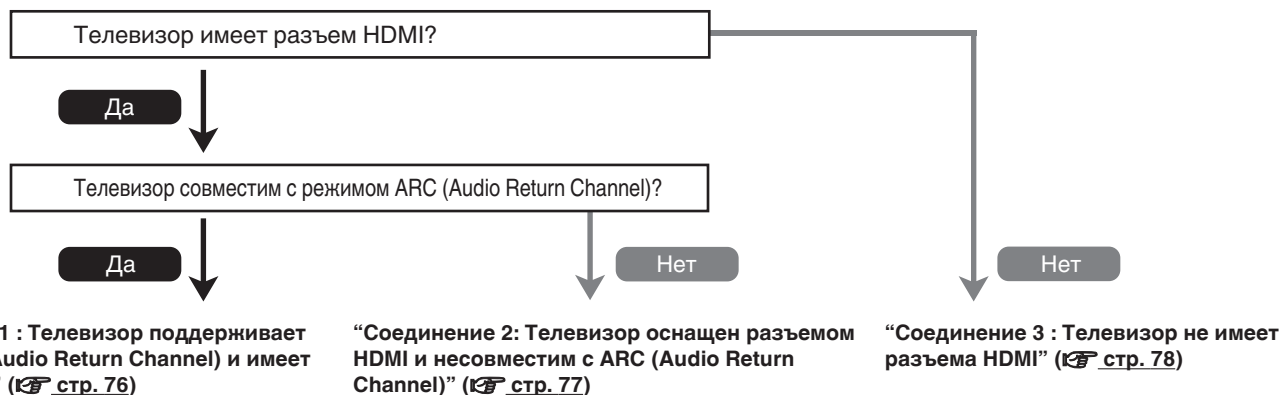 Телевизор имеет разъем HDMI?
Да
Телевизор совместим с режимом ARC (Audio Return Channel)?
Да
Нет
Нет
1 : Телевизор поддерживает
Audio Return Channel) и имеет
” (стр. 76)
“Соединение 2: Телевизор оснащен разъемом
HDMI и несовместим с ARC (Audio Return
Channel)” (стр. 77)
“Соединение 3 : Телевизор не имеет
разъема HDMI” (стр. 78)